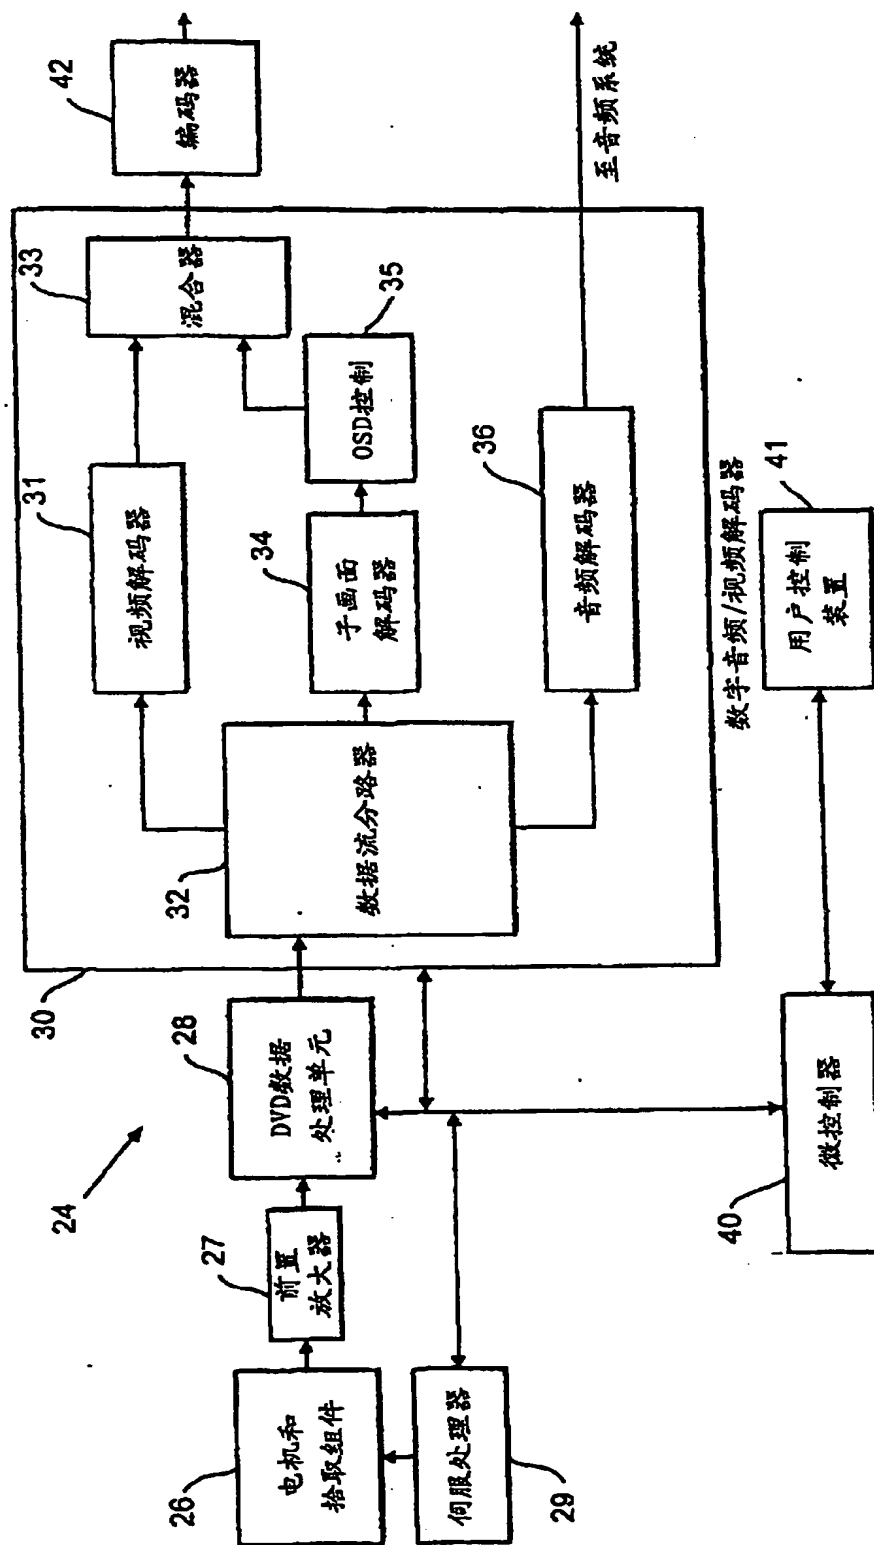 24
26
电机和
拾取组件
27
前置
放大器
28
DVD数据
处理单元
29
伺服处理器
30
32
数据流分路器
31
视频解码器
33
混合器
34
子画面
解码器
35
OSD控制
36
音频解码器
42
编码器
至音频系统
数字音频/视频解码器
40
微控制器
41
用户控制
装置